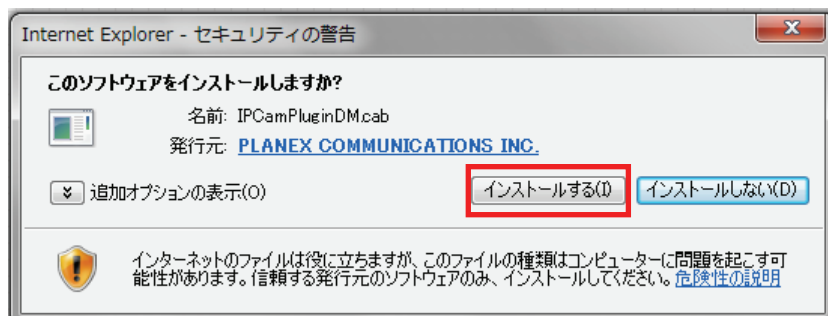 Internet Explorer - セキュリティの警告
このソフトウェアをインストールしますか?
名前: IPCamPluginDM.cab
発行元: PLANEX COMMUNICATIONS INC.
追加オプションの表示(O)
インストールする(I)
インストールしない(D)
インターネットのファイルは役に立ちますが、このファイルの種類はコンピューターに問題を起こす可
能性があります。信頼する発行元のソフトウェアのみ、インストールしてください。危険性の説明